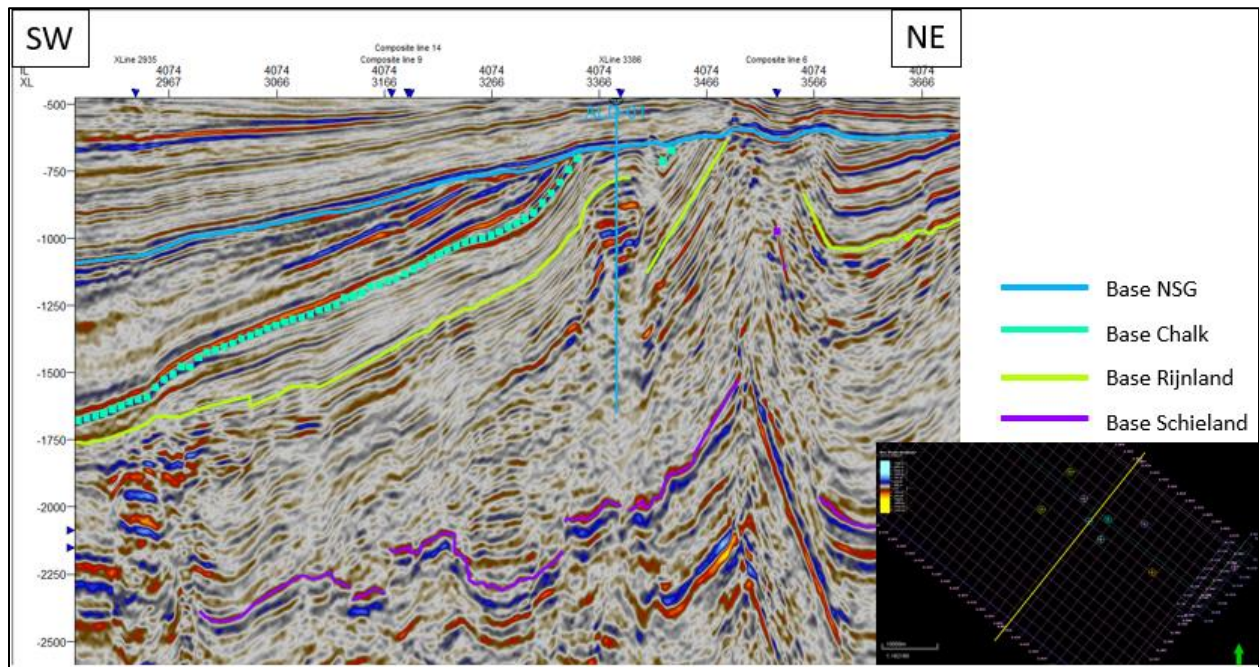 SW
NE
Composite line 14
XLine 2935 Composite line 9 XLine 3386 Composite line 6
IL 4074 4074 4074 4074 4074 4074 4074 4074
XL 2967 3066 3166 3266 3366 3466 3566 3666
-500
-750
-1000
-1250
-1500
-1750
-2000
-2250
-2500
Base NSG
Base Chalk
Base Rijnland
Base Schieland